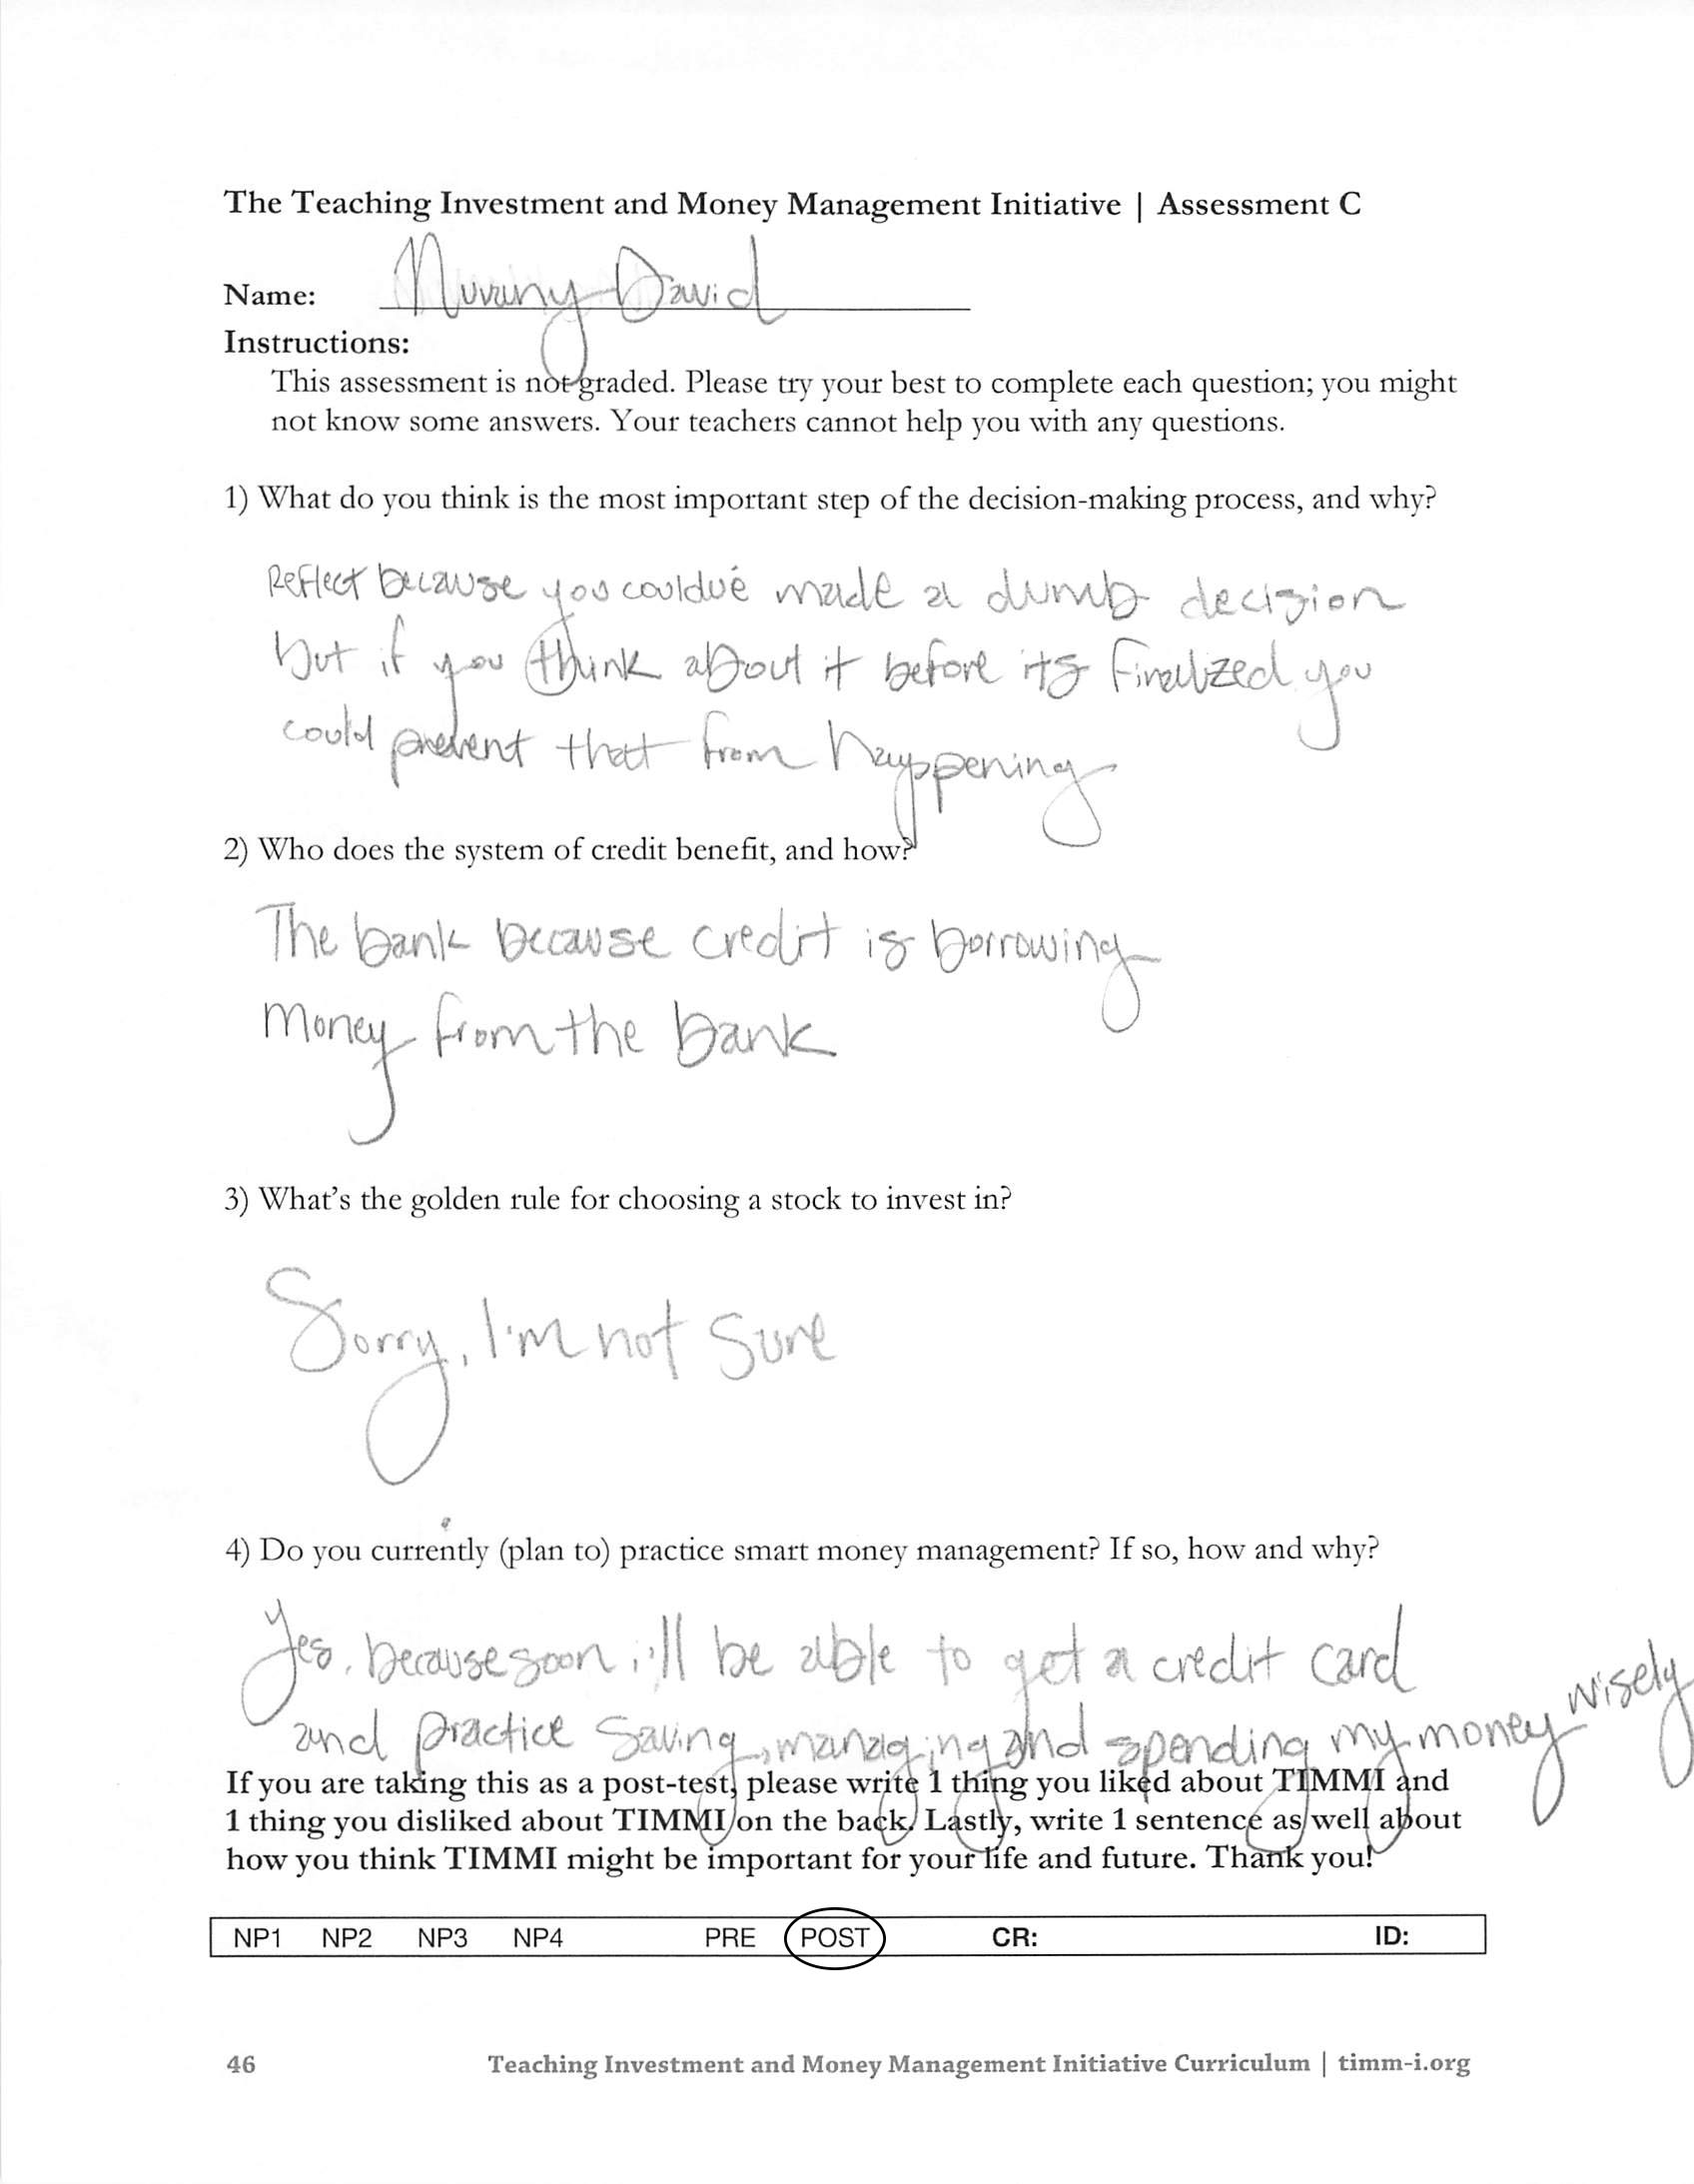 The Teaching Investment and Money Management Initiative | Assessment C
Name: David
Instructions:
This assessment is not graded. Please try your best to complete each question; you might
not know some answers. Your teachers cannot help you with any questions.
1) What do you think is the most important step of the decision-making process, and why?
Reflect because you couldv'e made a dumb decision
but if you think about it before its finalized you
could prevent that from happening
2) Who does the system of credit benefit, and how?
The bank because credit is borrowing
money from the bank
3) What's the golden rule for choosing a stock to invest in?
Sorry, I'm not sure
4) Do you currently (plan to) practice smart money management? If so, how and why?
Yes, because soon i'll be able to get a credit card
and practice saving, managing and spending my money wisely
If you are taking this as a post-test, please write 1 thing you liked about TIMMI and
1 thing you disliked about TIMMI on the back. Lastly, write 1 sentence as well about
how you think TIMMI might be important for your life and future. Thank you!
NP1 NP2 NP3 NP4 PRE POST CR: ID:
46 Teaching Investment and Money Management Initiative Curriculum | timm-i.org